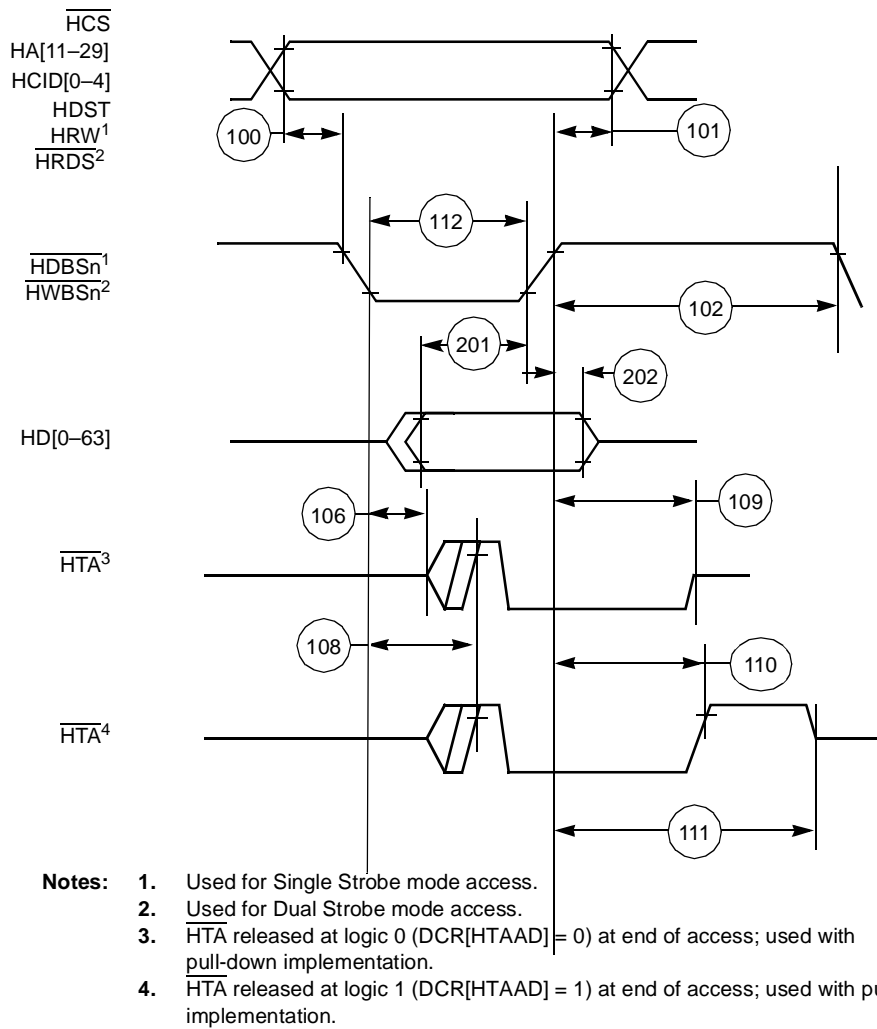 HCS
HA[11–29]
HCID[0–4]
HDST
HRW1
HRDS2
100
101
112
HDBSn1
HWBSn2
102
201
202
HD[0–63]
106
109
HTA3
108
110
HTA4
111
Notes: 1. Used for Single Strobe mode access.
2. Used for Dual Strobe mode access.
3. HTA released at logic 0 (DCR[HTAAD] = 0) at end of access; used with
pull-down implementation.
4. HTA released at logic 1 (DCR[HTAAD] = 1) at end of access; used with
implementation.